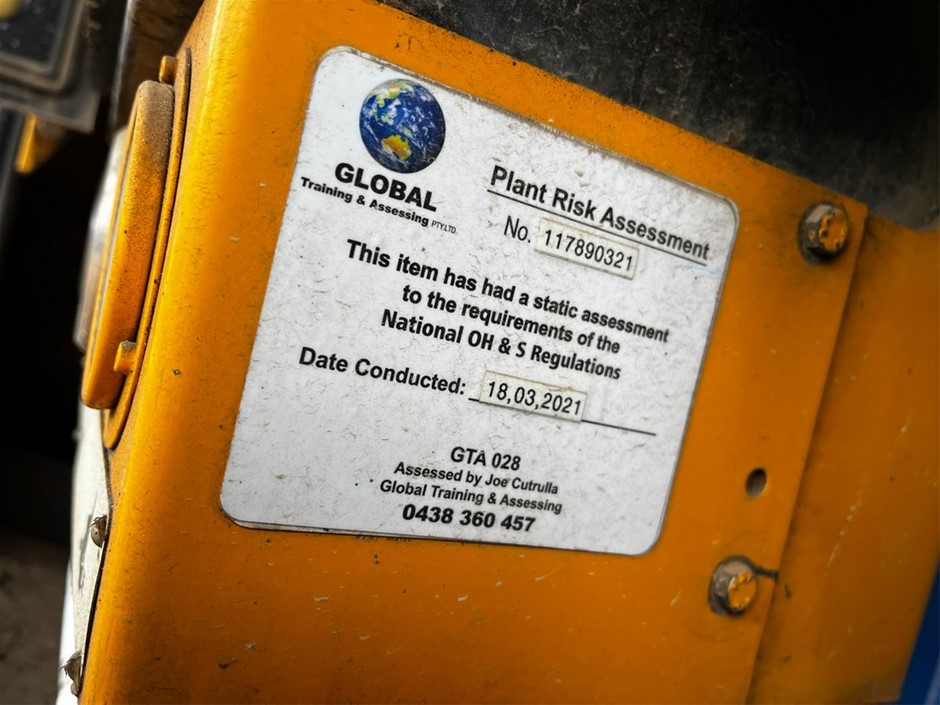 GLOBAL
Training & Assessing PTY.LTD.
Plant Risk Assessment
No. 117890321
This item has had a static assessment
to the requirements of the
National OH & S Regulations
Date Conducted: 18,03,2021
GTA 028
Assessed by Joe Cutrulla
Global Training & Assessing
0438 360 457